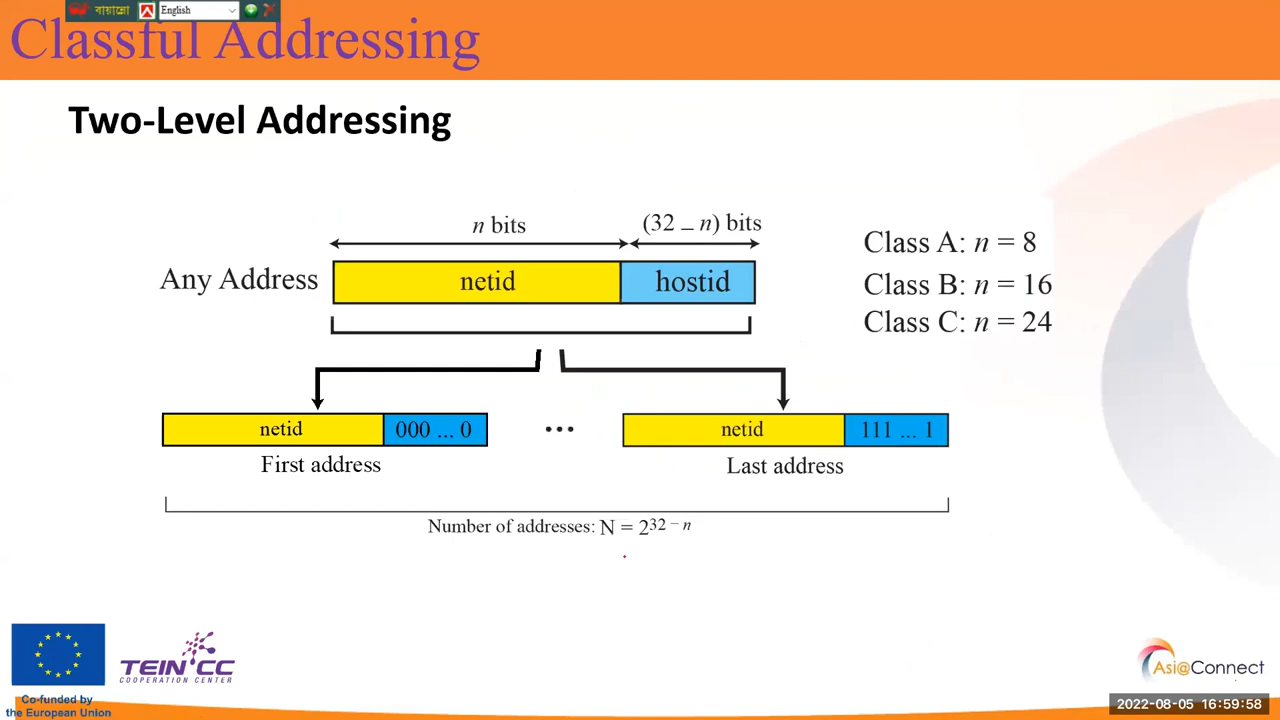 বায়ান্নো English
Classful Addressing
Two-Level Addressing
n bits
(32 – n) bits
Any Address
netid
hostid
Class A: n = 8
Class B: n = 16
Class C: n = 24
netid
000 ... 0
...
netid
111 ... 1
First address
Last address
Number of addresses: N = 2^32 – n
TEIN*CC
COOPERATION CENTER
Asi@Connect
Co-funded by
the European Union
2022-08-05 16:59:58